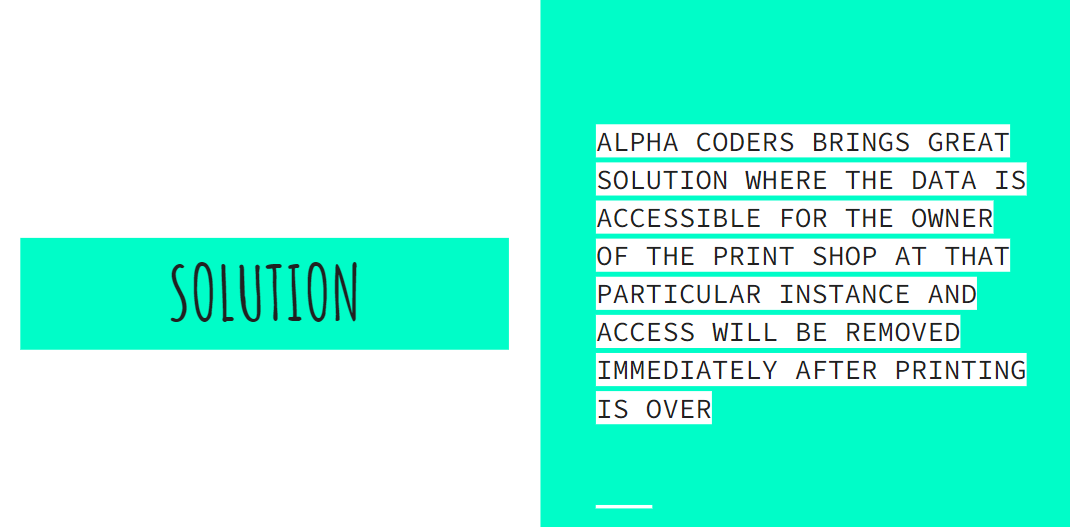 SOLUTION
ALPHA CODERS BRINGS GREAT
SOLUTION WHERE THE DATA IS
ACCESSIBLE FOR THE OWNER
OF THE PRINT SHOP AT THAT
PARTICULAR INSTANCE AND
ACCESS WILL BE REMOVED
IMMEDIATELY AFTER PRINTING
IS OVER